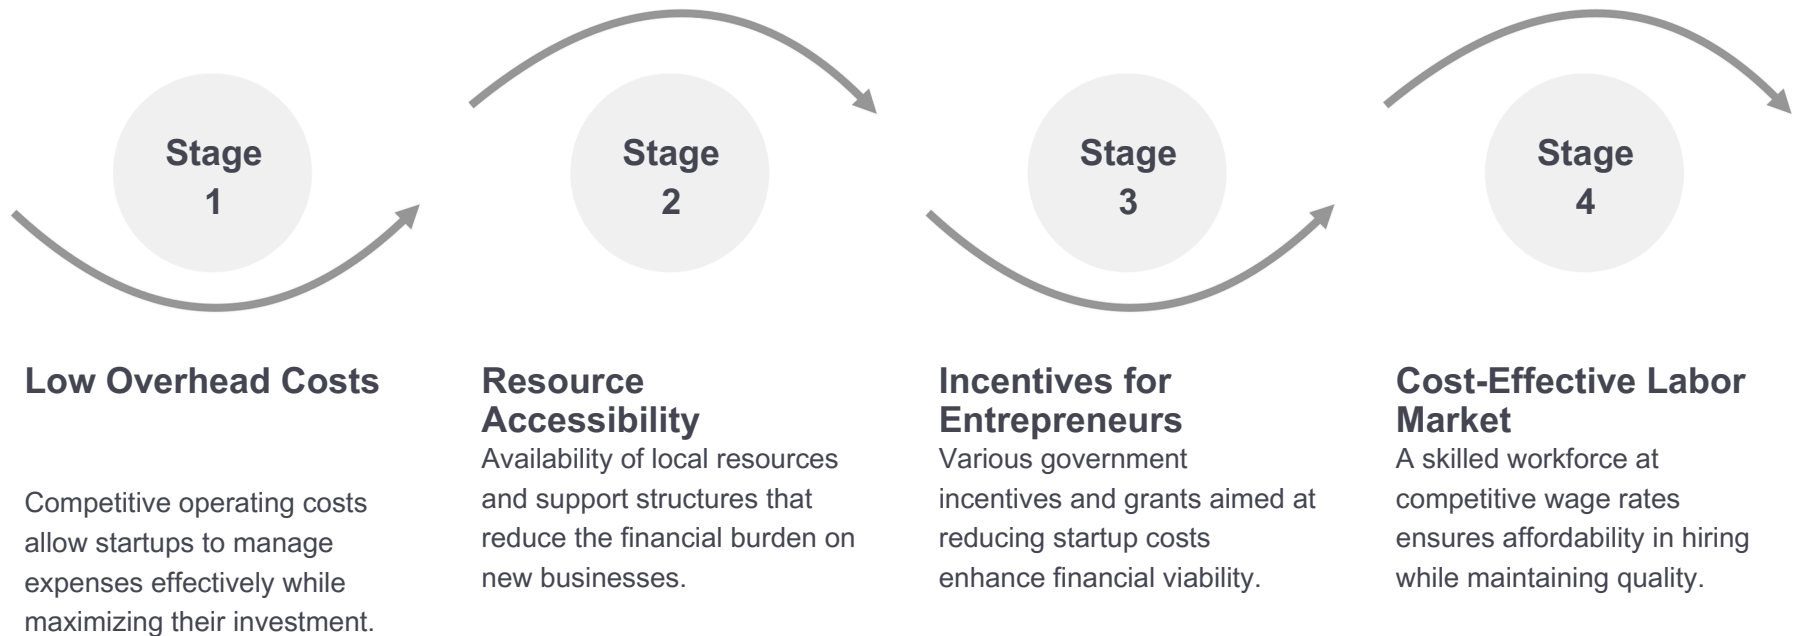 Stage
1
Stage
2
Stage
3
Stage
4
Low Overhead Costs
Competitive operating costs
allow startups to manage
expenses effectively while
maximizing their investment.
Resource
Accessibility
Availability of local resources
and support structures that
reduce the financial burden on
new businesses.
Incentives for
Entrepreneurs
Various government
incentives and grants aimed at
reducing startup costs
enhance financial viability.
Cost-Effective Labor
Market
A skilled workforce at
competitive wage rates
ensures affordability in hiring
while maintaining quality.